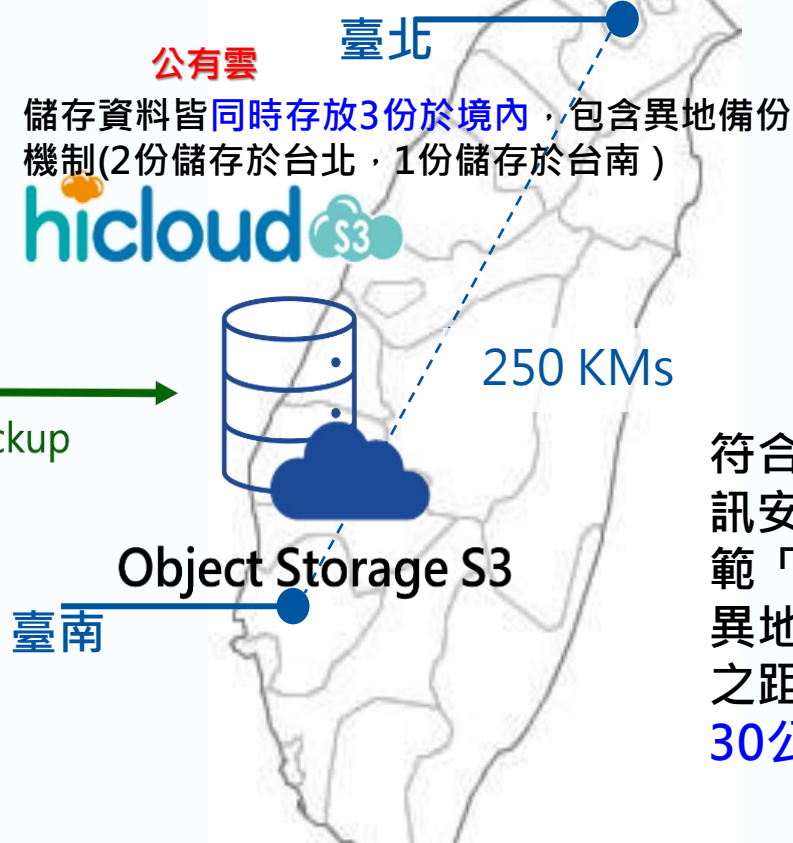 臺北
公有雲
儲存資料皆同時存放3份於境內，包含異地備份
機制(2份儲存於台北，1份儲存於台南）
hicloud S3
250 KMs
ckup
符合
訊安
範「
異地
之距
30公
Object Storage S3
臺南